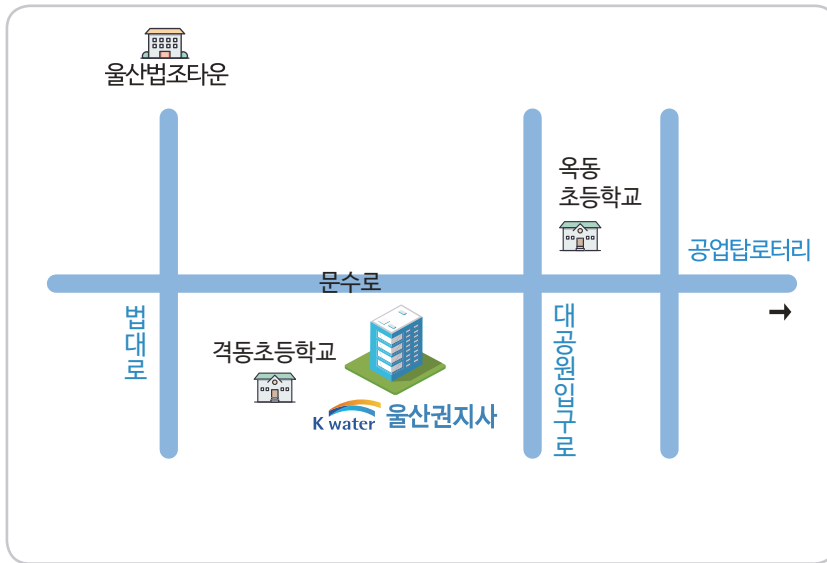 울산법조타운
옥동
초등학교
공업탑로터리
문수로
법대로
대공원입구로
격동초등학교
K water 울산권지사